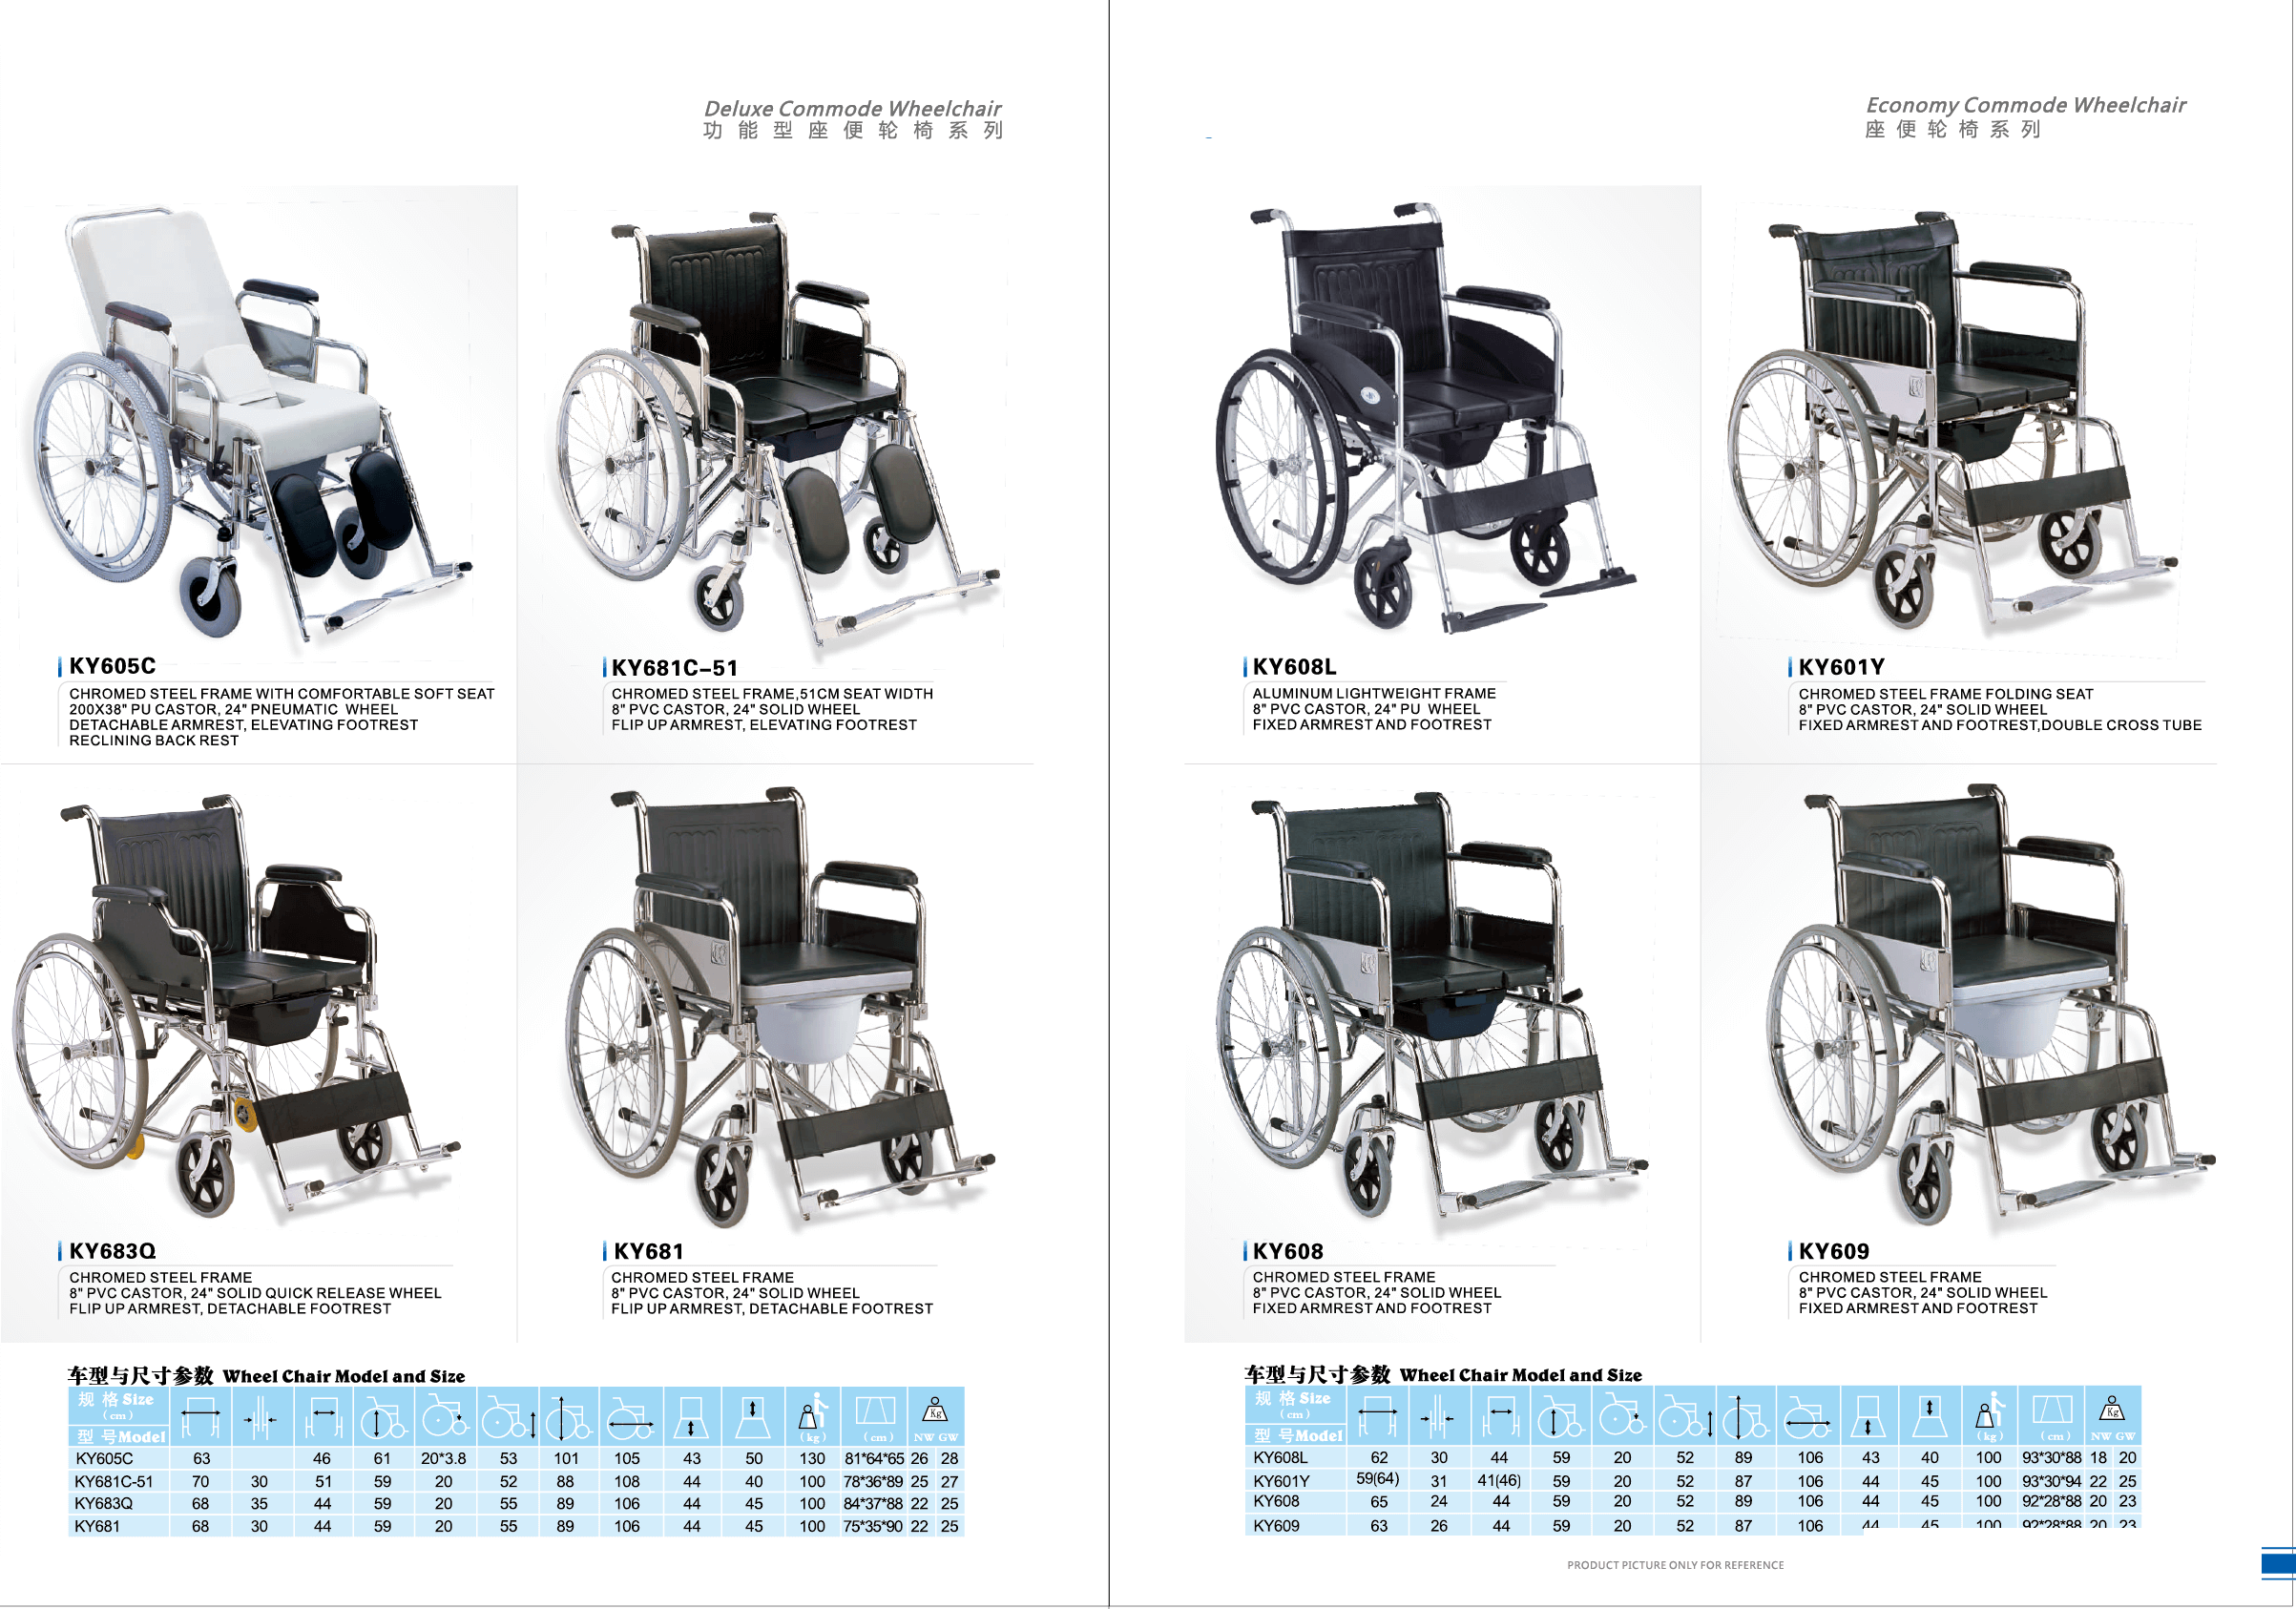 Deluxe Commode Wheelchair
功能型座便轮椅系列
KY605C
CHROMED STEEL FRAME WITH COMFORTABLE SOFT SEAT
200X38" PU CASTOR, 24" PNEUMATIC WHEEL
DETACHABLE ARMREST, ELEVATING FOOTREST
RECLINING BACK REST
KY681C-51
CHROMED STEEL FRAME,51CM SEAT WIDTH
8" PVC CASTOR, 24" SOLID WHEEL
FLIP UP ARMREST, ELEVATING FOOTREST
KY683Q
CHROMED STEEL FRAME
8" PVC CASTOR, 24" SOLID QUICK RELEASE WHEEL
FLIP UP ARMREST, DETACHABLE FOOTREST
KY681
CHROMED STEEL FRAME
8" PVC CASTOR, 24" SOLID WHEEL
FLIP UP ARMREST, DETACHABLE FOOTREST
车型与尺寸参数 Wheel Chair Model and Size
规 格 Size
(cm)
型 号 Model
(kg) (cm) Kg NW GW
KY605C 63 46 61 20*3.8 53 101 105 43 50 130 81*64*65 26 28
KY681C-51 70 30 51 59 20 52 88 108 44 40 100 78*36*89 25 27
KY683Q 68 35 44 59 20 55 89 106 44 45 100 84*37*88 22 25
KY681 68 30 44 59 20 55 89 106 44 45 100 75*35*90 22 25
Economy Commode Wheelchair
座便轮椅系列
KY608L
ALUMINUM LIGHTWEIGHT FRAME
8" PVC CASTOR, 24" PU WHEEL
FIXED ARMREST AND FOOTREST
KY601Y
CHROMED STEEL FRAME FOLDING SEAT
8" PVC CASTOR, 24" SOLID WHEEL
FIXED ARMREST AND FOOTREST,DOUBLE CROSS TUBE
KY608
CHROMED STEEL FRAME
8" PVC CASTOR, 24" SOLID WHEEL
FIXED ARMREST AND FOOTREST
KY609
CHROMED STEEL FRAME
8" PVC CASTOR, 24" SOLID WHEEL
FIXED ARMREST AND FOOTREST
车型与尺寸参数 Wheel Chair Model and Size
规 格 Size
(cm)
型 号 Model
(kg) (cm) Kg NW GW
KY608L 62 30 44 59 20 52 89 106 43 40 100 93*30*88 18 20
KY601Y 59(64) 31 41(46) 59 20 52 87 106 44 45 100 93*30*94 22 25
KY608 65 24 44 59 20 52 89 106 44 45 100 92*28*88 20 23
KY609 63 26 44 59 20 52 87 106 44 45 100 92*28*88 20 23
PRODUCT PICTURE ONLY FOR REFERENCE